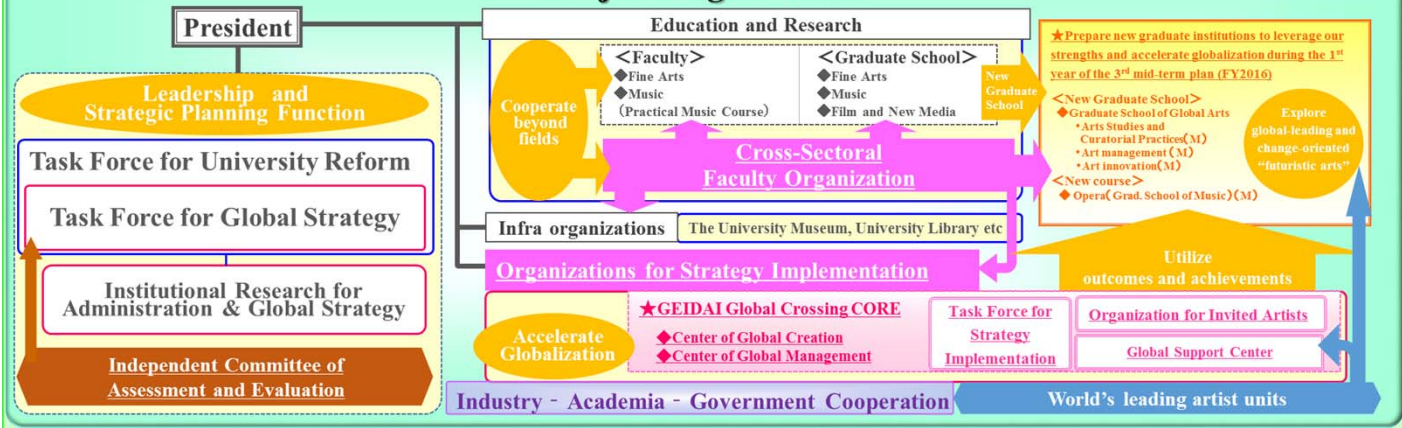 President
Leadership and
Strategic Planning Function
Task Force for University Reform
Task Force for Global Strategy
Institutional Research for
Administration & Global Strategy
Independent Committee of
Assessment and Evaluation
Education and Research
Cooperate
beyond
fields
＜Faculty＞
◆Fine Arts
◆Music
（Practical Music Course）
＜Graduate School＞
◆Fine Arts
◆Music
◆Film and New Media
New
Graduate
School
Cross-Sectoral
Faculty Organization
Infra organizations
The University Museum, University Library etc
Organizations for Strategy Implementation
Accelerate
Globalization
★GEIDAI Global Crossing CORE
◆Center of Global Creation
◆Center of Global Management
Task Force for
Strategy
Implementation
Organization for Invited Artists
Global Support Center
Industry‐Academia‐Government Cooperation
World's leading artist units
★Prepare new graduate institutions to leverage our
strengths and accelerate globalization during the 1st
year of the 3rd mid-term plan (FY2016)
＜New Graduate School＞
◆Graduate School of Global Arts
・Arts Studies and
Curatorial Practices(M)
・Art management（M）
・Art innovation(M)
＜New course＞
◆ Opera( Grad. School of Music) (M)
Explore
global-leading and
change-oriented
"futuristic arts"
Utilize
outcomes and achievements